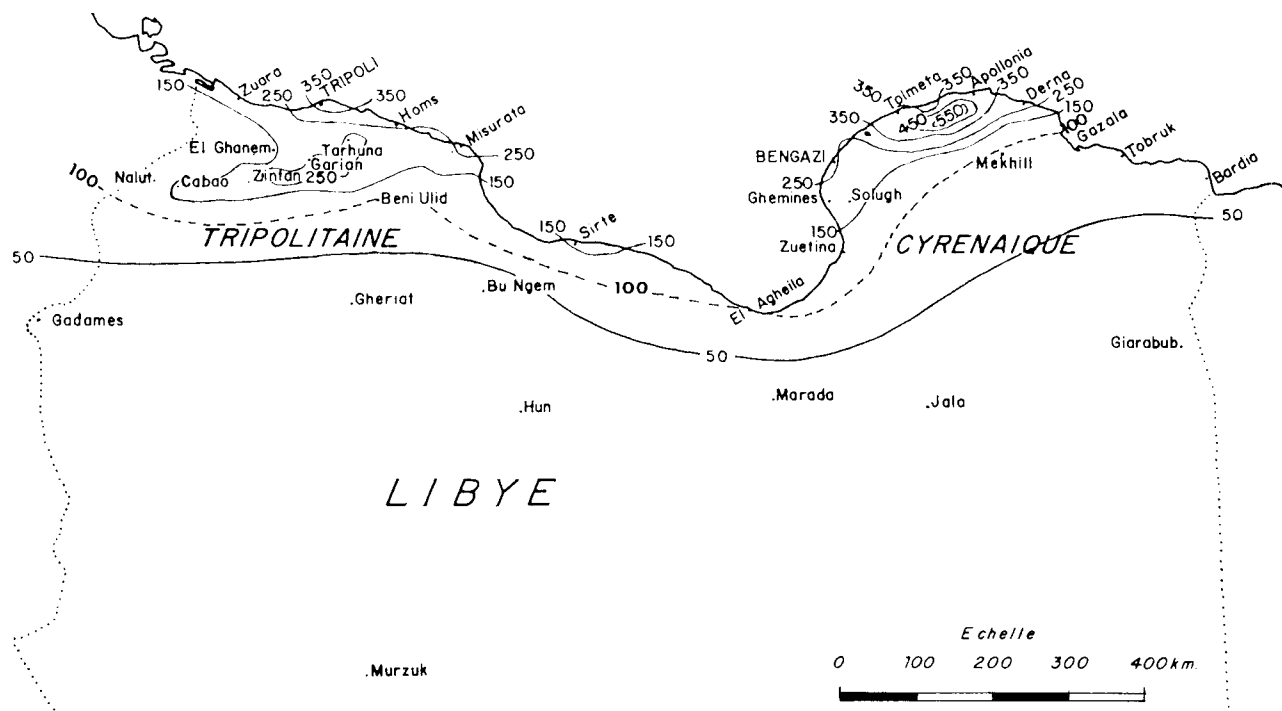 150
Zuara
250
350
TRIPOLI
350
Homs
Misurata
250
150
El Ghanem.
Tarhuna
Garian
Zintan
250
Nalut.
Cabao
100
Beni Ulid
TRIPOLITAINE
150
Sirte
150
50
Gheriat
Bu Ngem
100
Gadames
El Agheila
50
Hun
Marada
Jala
350
Tolmeta
350
Apollonia
350
Derna
250
150
100
Gazala
Tobruk
Bardia
350
450
550
BENGAZI
Mekhili
250
Ghemines
Solugh
150
Zuetina
CYRENAIQUE
50
Giarabub.
LIBYE
Murzuk
Echelle
0 100 200 300 400 km.